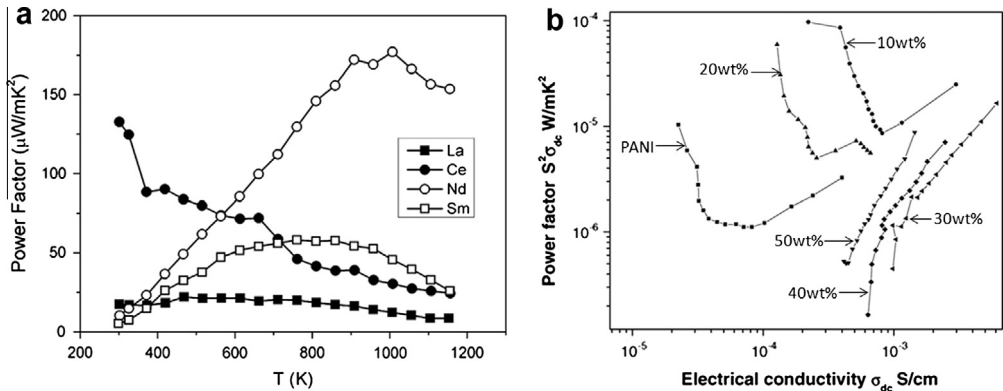 a
Power Factor (μW/mK²)
200
150
100
50
0
La
Ce
Nd
Sm
200
400
600
800
1000
1200
T (K)
b
Power factor S²σdc W/mK²
10⁻⁴
10⁻⁵
10⁻⁶
10wt%
20wt%
PANI
50wt%
30wt%
40wt%
10⁻⁵
10⁻⁴
10⁻³
Electrical conductivity σdc S/cm